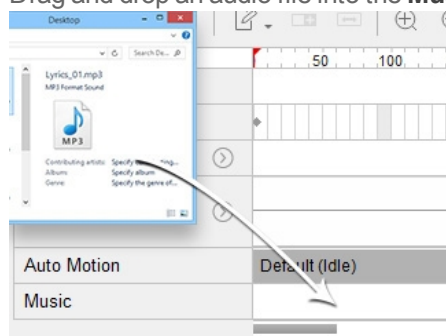 Drag and drop an audio file into the
Desktop
Search De...
50 100
Lyrics_01.mp3
MP3 Format Sound
MP3
Contributing artists: Specify
Album: Specify album
Genre: Specify the genre of...
Auto Motion Default (Idle)
Music